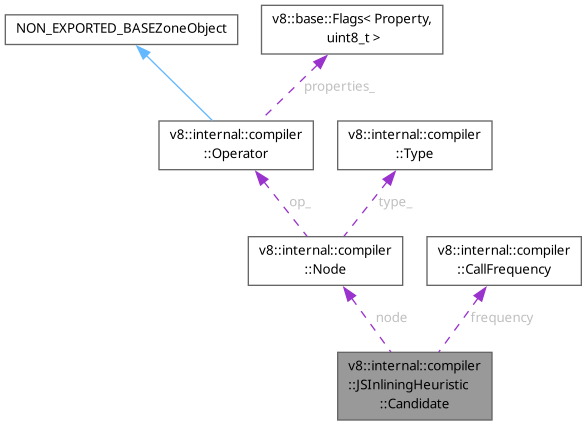 NON_EXPORTED_BASEZoneObject
v8::base::Flags< Property,
uint8_t >
properties_
v8::internal::compiler
::Operator
v8::internal::compiler
::Type
op_
type_
v8::internal::compiler
::Node
v8::internal::compiler
::CallFrequency
node
frequency
v8::internal::compiler
::JSInliningHeuristic
::Candidate